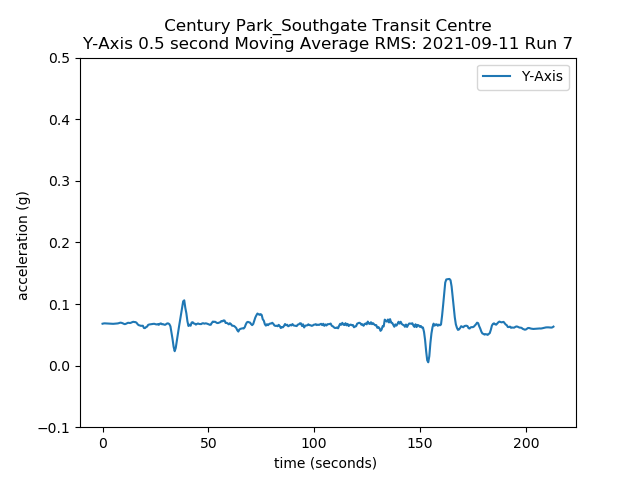 Century Park_Southgate Transit Centre
Y-Axis 0.5 second Moving Average RMS: 2021-09-11 Run 7
Y-Axis
0.5
0.4
0.3
0.2
0.1
0.0
−0.1
acceleration (g)
0 50 100 150 200
time (seconds)